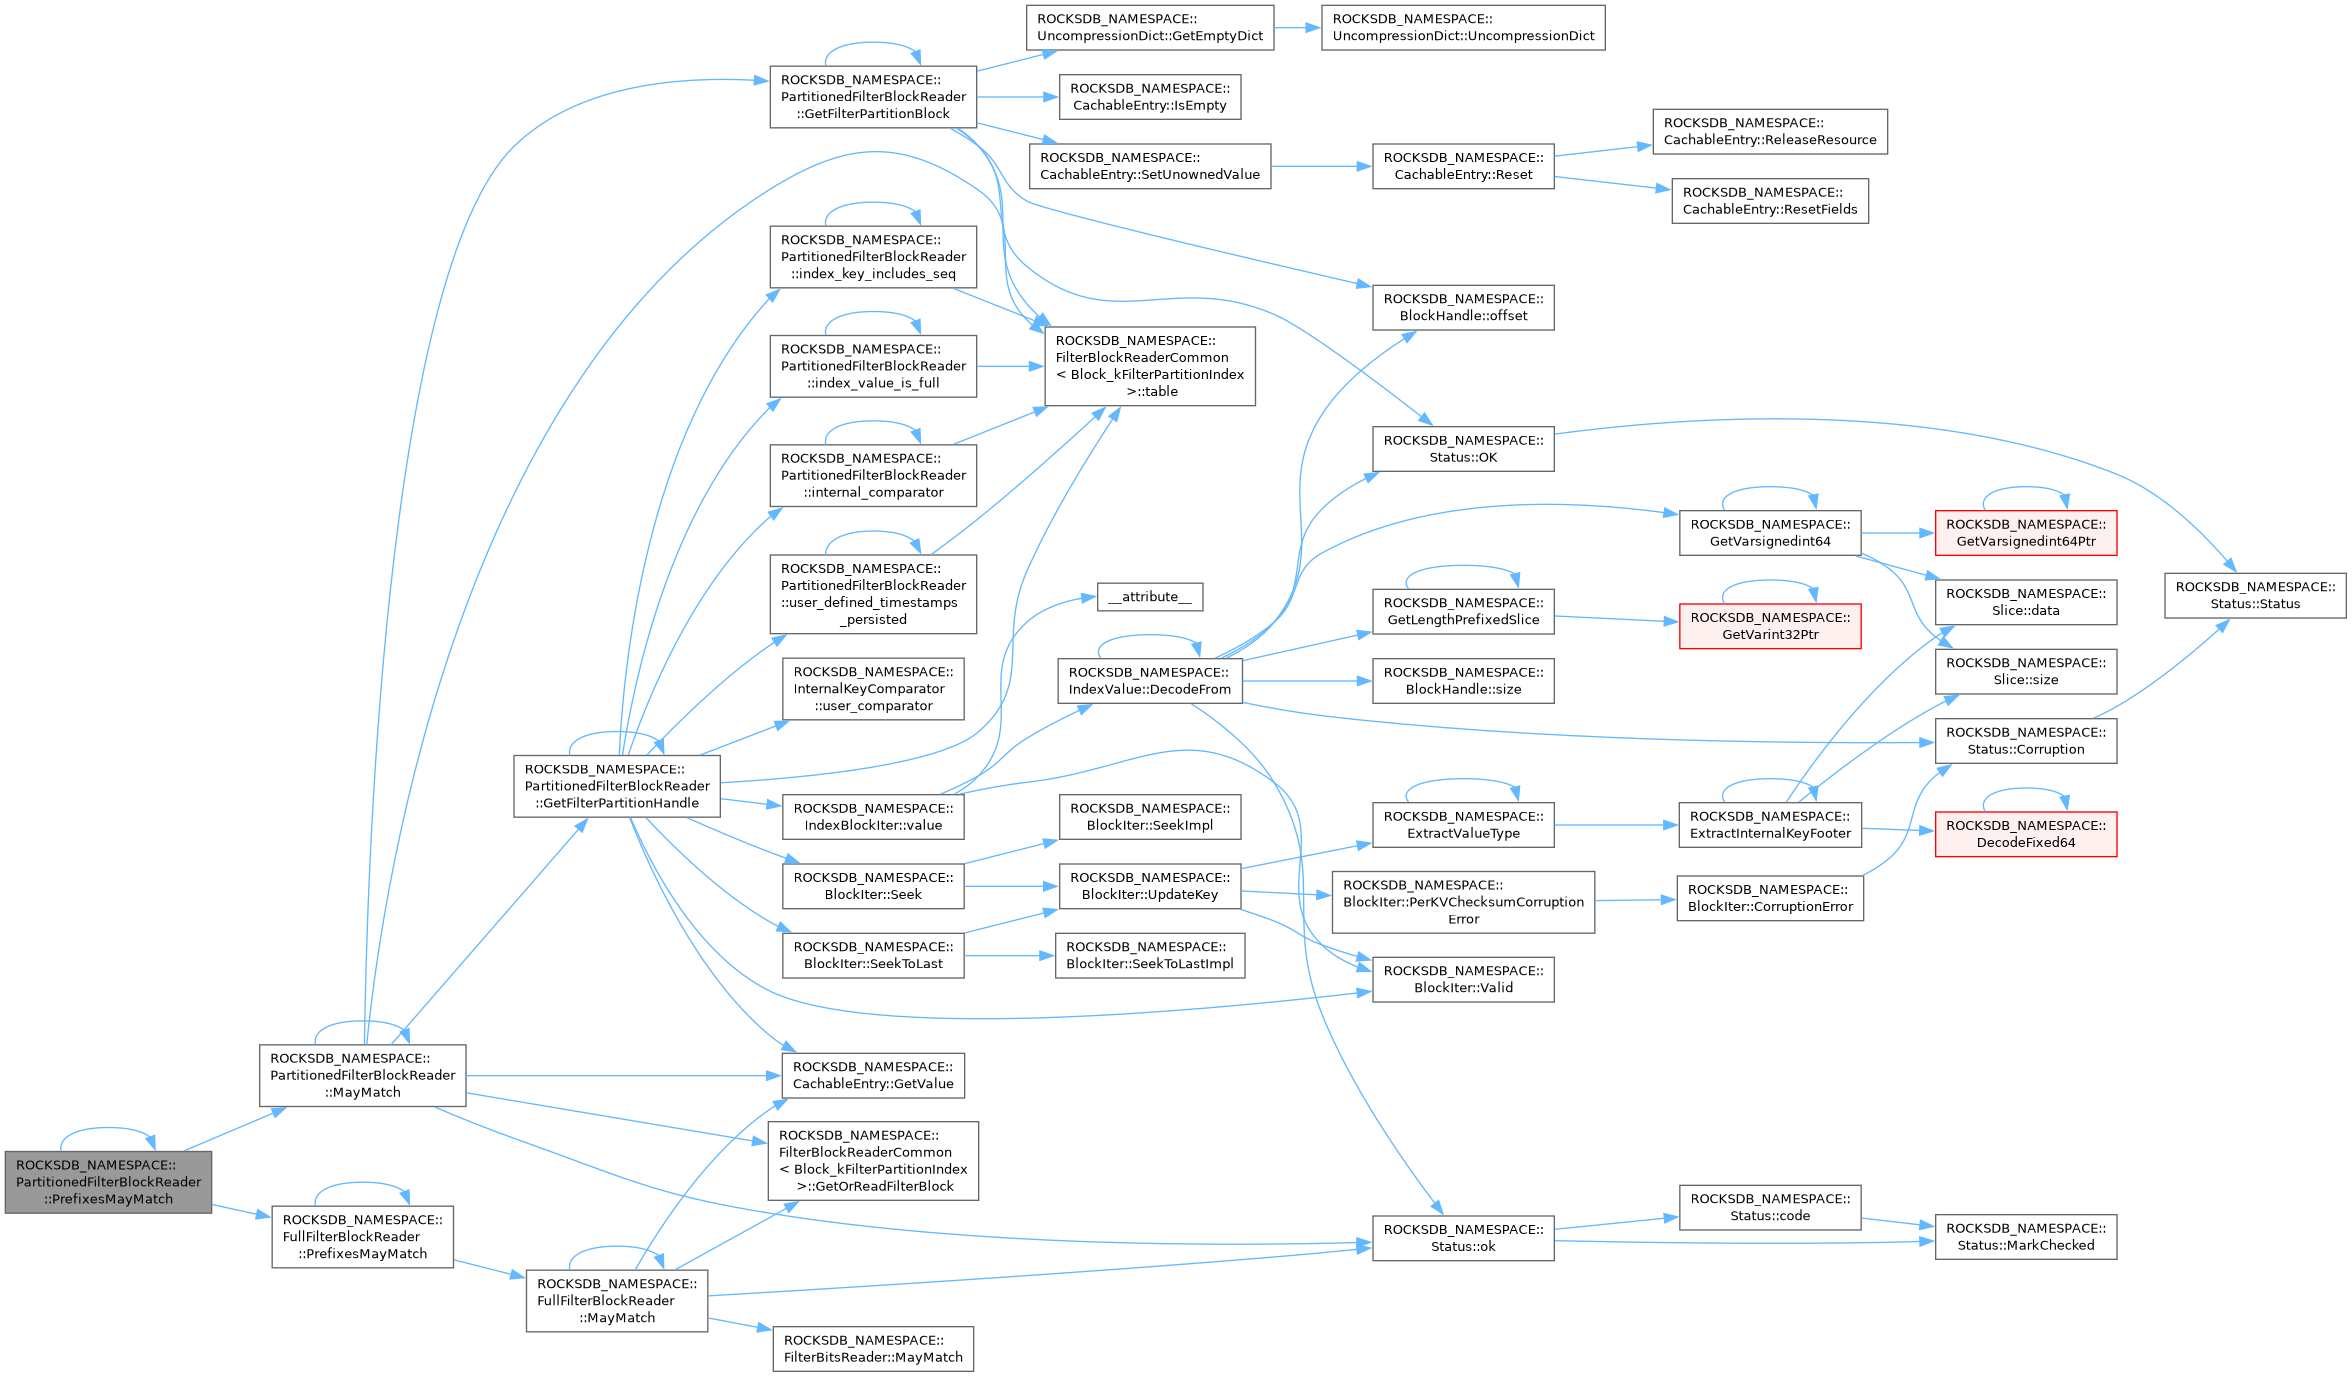 ROCKSDB_NAMESPACE::
UncompressionDict::GetEmptyDict
ROCKSDB_NAMESPACE::
UncompressionDict::UncompressionDict
ROCKSDB_NAMESPACE::
PartitionedFilterBlockReader
::GetFilterPartitionBlock
ROCKSDB_NAMESPACE::
CachableEntry::IsEmpty
ROCKSDB_NAMESPACE::
CachableEntry::SetUnownedValue
ROCKSDB_NAMESPACE::
CachableEntry::Reset
ROCKSDB_NAMESPACE::
CachableEntry::ReleaseResource
ROCKSDB_NAMESPACE::
CachableEntry::ResetFields
ROCKSDB_NAMESPACE::
PartitionedFilterBlockReader
::index_key_includes_seq
ROCKSDB_NAMESPACE::
BlockHandle::offset
ROCKSDB_NAMESPACE::
PartitionedFilterBlockReader
::index_value_is_full
ROCKSDB_NAMESPACE::
FilterBlockReaderCommon
< Block_kFilterPartitionIndex
>::table
ROCKSDB_NAMESPACE::
PartitionedFilterBlockReader
::internal_comparator
ROCKSDB_NAMESPACE::
Status::OK
ROCKSDB_NAMESPACE::
GetVarsignedint64
ROCKSDB_NAMESPACE::
GetVarsignedint64Ptr
ROCKSDB_NAMESPACE::
PartitionedFilterBlockReader
::user_defined_timestamps
_persisted
__attribute__
ROCKSDB_NAMESPACE::
GetLengthPrefixedSlice
ROCKSDB_NAMESPACE::
GetVarint32Ptr
ROCKSDB_NAMESPACE::
Slice::data
ROCKSDB_NAMESPACE::
Status::Status
ROCKSDB_NAMESPACE::
InternalKeyComparator
::user_comparator
ROCKSDB_NAMESPACE::
IndexValue::DecodeFrom
ROCKSDB_NAMESPACE::
BlockHandle::size
ROCKSDB_NAMESPACE::
Slice::size
ROCKSDB_NAMESPACE::
Status::Corruption
ROCKSDB_NAMESPACE::
PartitionedFilterBlockReader
::GetFilterPartitionHandle
ROCKSDB_NAMESPACE::
IndexBlockIter::value
ROCKSDB_NAMESPACE::
BlockIter::SeekImpl
ROCKSDB_NAMESPACE::
ExtractValueType
ROCKSDB_NAMESPACE::
ExtractInternalKeyFooter
ROCKSDB_NAMESPACE::
DecodeFixed64
ROCKSDB_NAMESPACE::
BlockIter::Seek
ROCKSDB_NAMESPACE::
BlockIter::UpdateKey
ROCKSDB_NAMESPACE::
BlockIter::PerKVChecksumCorruption
Error
ROCKSDB_NAMESPACE::
BlockIter::CorruptionError
ROCKSDB_NAMESPACE::
BlockIter::SeekToLast
ROCKSDB_NAMESPACE::
BlockIter::SeekToLastImpl
ROCKSDB_NAMESPACE::
BlockIter::Valid
ROCKSDB_NAMESPACE::
PartitionedFilterBlockReader
::MayMatch
ROCKSDB_NAMESPACE::
CachableEntry::GetValue
ROCKSDB_NAMESPACE::
PartitionedFilterBlockReader
::PrefixesMayMatch
ROCKSDB_NAMESPACE::
FilterBlockReaderCommon
< Block_kFilterPartitionIndex
>::GetOrReadFilterBlock
ROCKSDB_NAMESPACE::
FullFilterBlockReader
::PrefixesMayMatch
ROCKSDB_NAMESPACE::
Status::ok
ROCKSDB_NAMESPACE::
Status::code
ROCKSDB_NAMESPACE::
Status::MarkChecked
ROCKSDB_NAMESPACE::
FullFilterBlockReader
::MayMatch
ROCKSDB_NAMESPACE::
FilterBitsReader::MayMatch